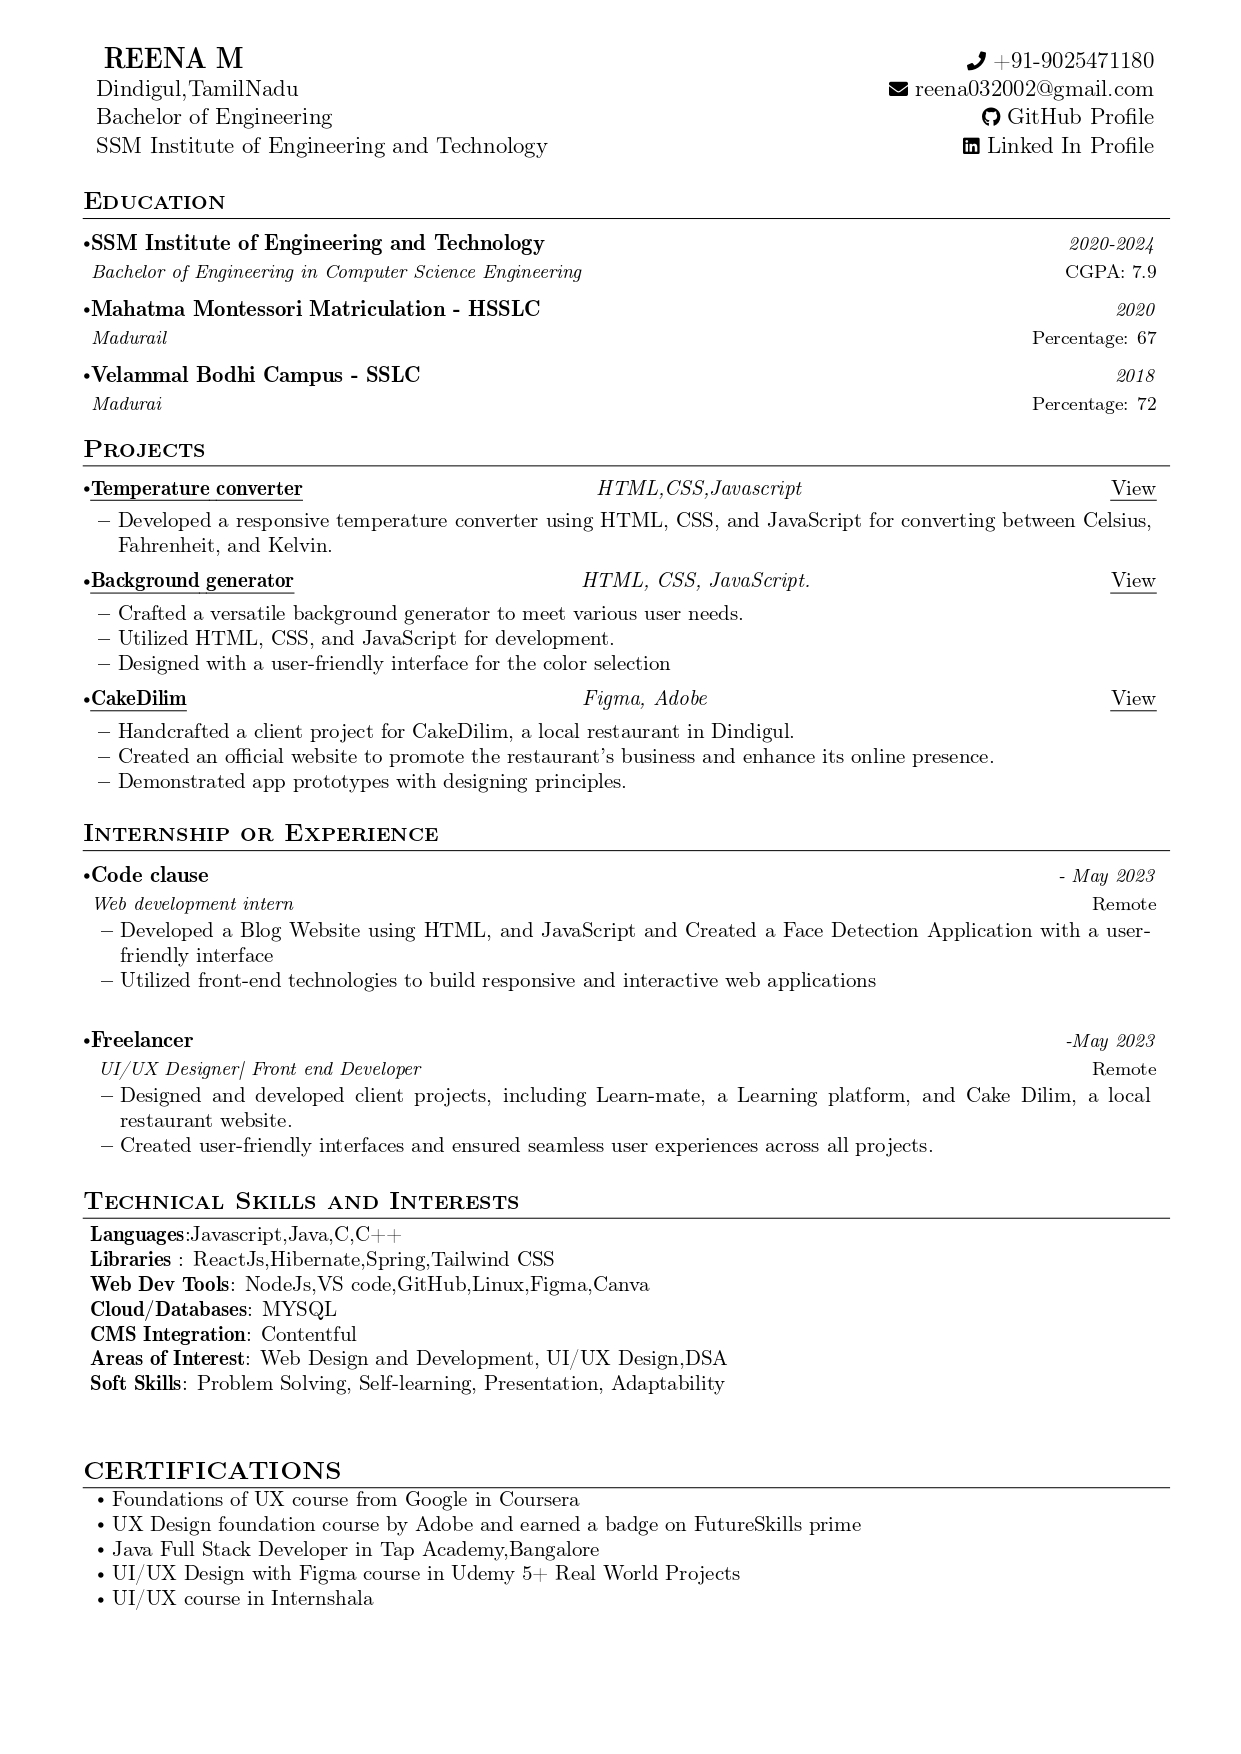 REENA M
+91-9025471180
Dindigul,TamilNadu
reena032002@gmail.com
Bachelor of Engineering
GitHub Profile
SSM Institute of Engineering and Technology
Linked In Profile
EDUCATION
•SSM Institute of Engineering and Technology 2020-2024
Bachelor of Engineering in Computer Science Engineering CGPA: 7.9
•Mahatma Montessori Matriculation - HSSLC 2020
Madurail Percentage: 67
•Velammal Bodhi Campus - SSLC 2018
Madurai Percentage: 72
PROJECTS
•Temperature converter HTML,CSS,Javascript View
– Developed a responsive temperature converter using HTML, CSS, and JavaScript for converting between Celsius,
Fahrenheit, and Kelvin.
•Background generator HTML, CSS, JavaScript. View
– Crafted a versatile background generator to meet various user needs.
– Utilized HTML, CSS, and JavaScript for development.
– Designed with a user-friendly interface for the color selection
•CakeDilim Figma, Adobe View
– Handcrafted a client project for CakeDilim, a local restaurant in Dindigul.
– Created an official website to promote the restaurant's business and enhance its online presence.
– Demonstrated app prototypes with designing principles.
INTERNSHIP OR EXPERIENCE
•Code clause - May 2023
Web development intern Remote
– Developed a Blog Website using HTML, and JavaScript and Created a Face Detection Application with a user-
friendly interface
– Utilized front-end technologies to build responsive and interactive web applications
•Freelancer -May 2023
UI/UX Designer| Front end Developer Remote
– Designed and developed client projects, including Learn-mate, a Learning platform, and Cake Dilim, a local
restaurant website.
– Created user-friendly interfaces and ensured seamless user experiences across all projects.
TECHNICAL SKILLS AND INTERESTS
Languages:Javascript,Java,C,C++
Libraries : ReactJs,Hibernate,Spring,Tailwind CSS
Web Dev Tools: NodeJs,VS code,GitHub,Linux,Figma,Canva
Cloud/Databases: MYSQL
CMS Integration: Contentful
Areas of Interest: Web Design and Development, UI/UX Design,DSA
Soft Skills: Problem Solving, Self-learning, Presentation, Adaptability
CERTIFICATIONS
• Foundations of UX course from Google in Coursera
• UX Design foundation course by Adobe and earned a badge on FutureSkills prime
• Java Full Stack Developer in Tap Academy,Bangalore
• UI/UX Design with Figma course in Udemy 5+ Real World Projects
• UI/UX course in Internshala